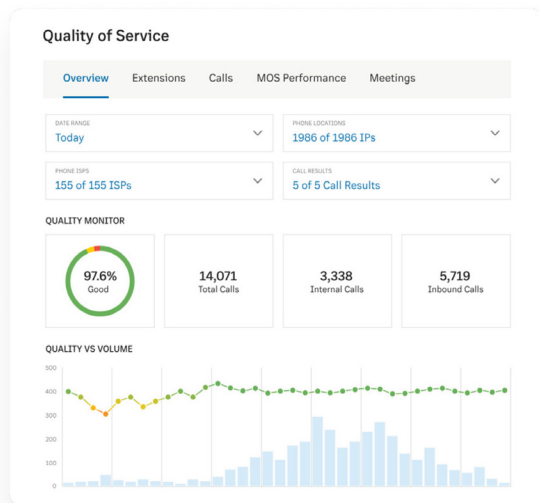 Quality of Service
Overview Extensions Calls MOS Performance Meetings
DATE RANGE
Today
PHONE LOCATIONS
1986 of 1986 IPs
PHONE ISPS
155 of 155 ISPs
CALL RESULTS
5 of 5 Call Results
QUALITY MONITOR
97.6%
Good
14,071
Total Calls
3,338
Internal Calls
5,719
Inbound Calls
QUALITY VS VOLUME
500
400
300
200
100
0